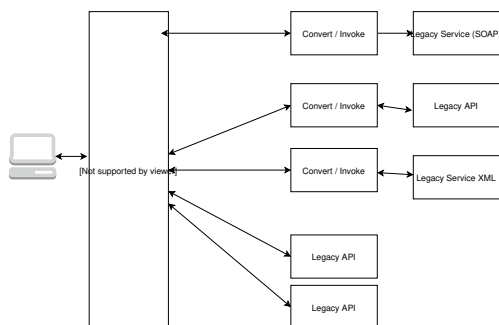 Convert / Invoke
Legacy Service (SOAP)
Convert / Invoke
Legacy API
[Not supported by viewer]
Convert / Invoke
Legacy Service XML
Legacy API
Legacy API